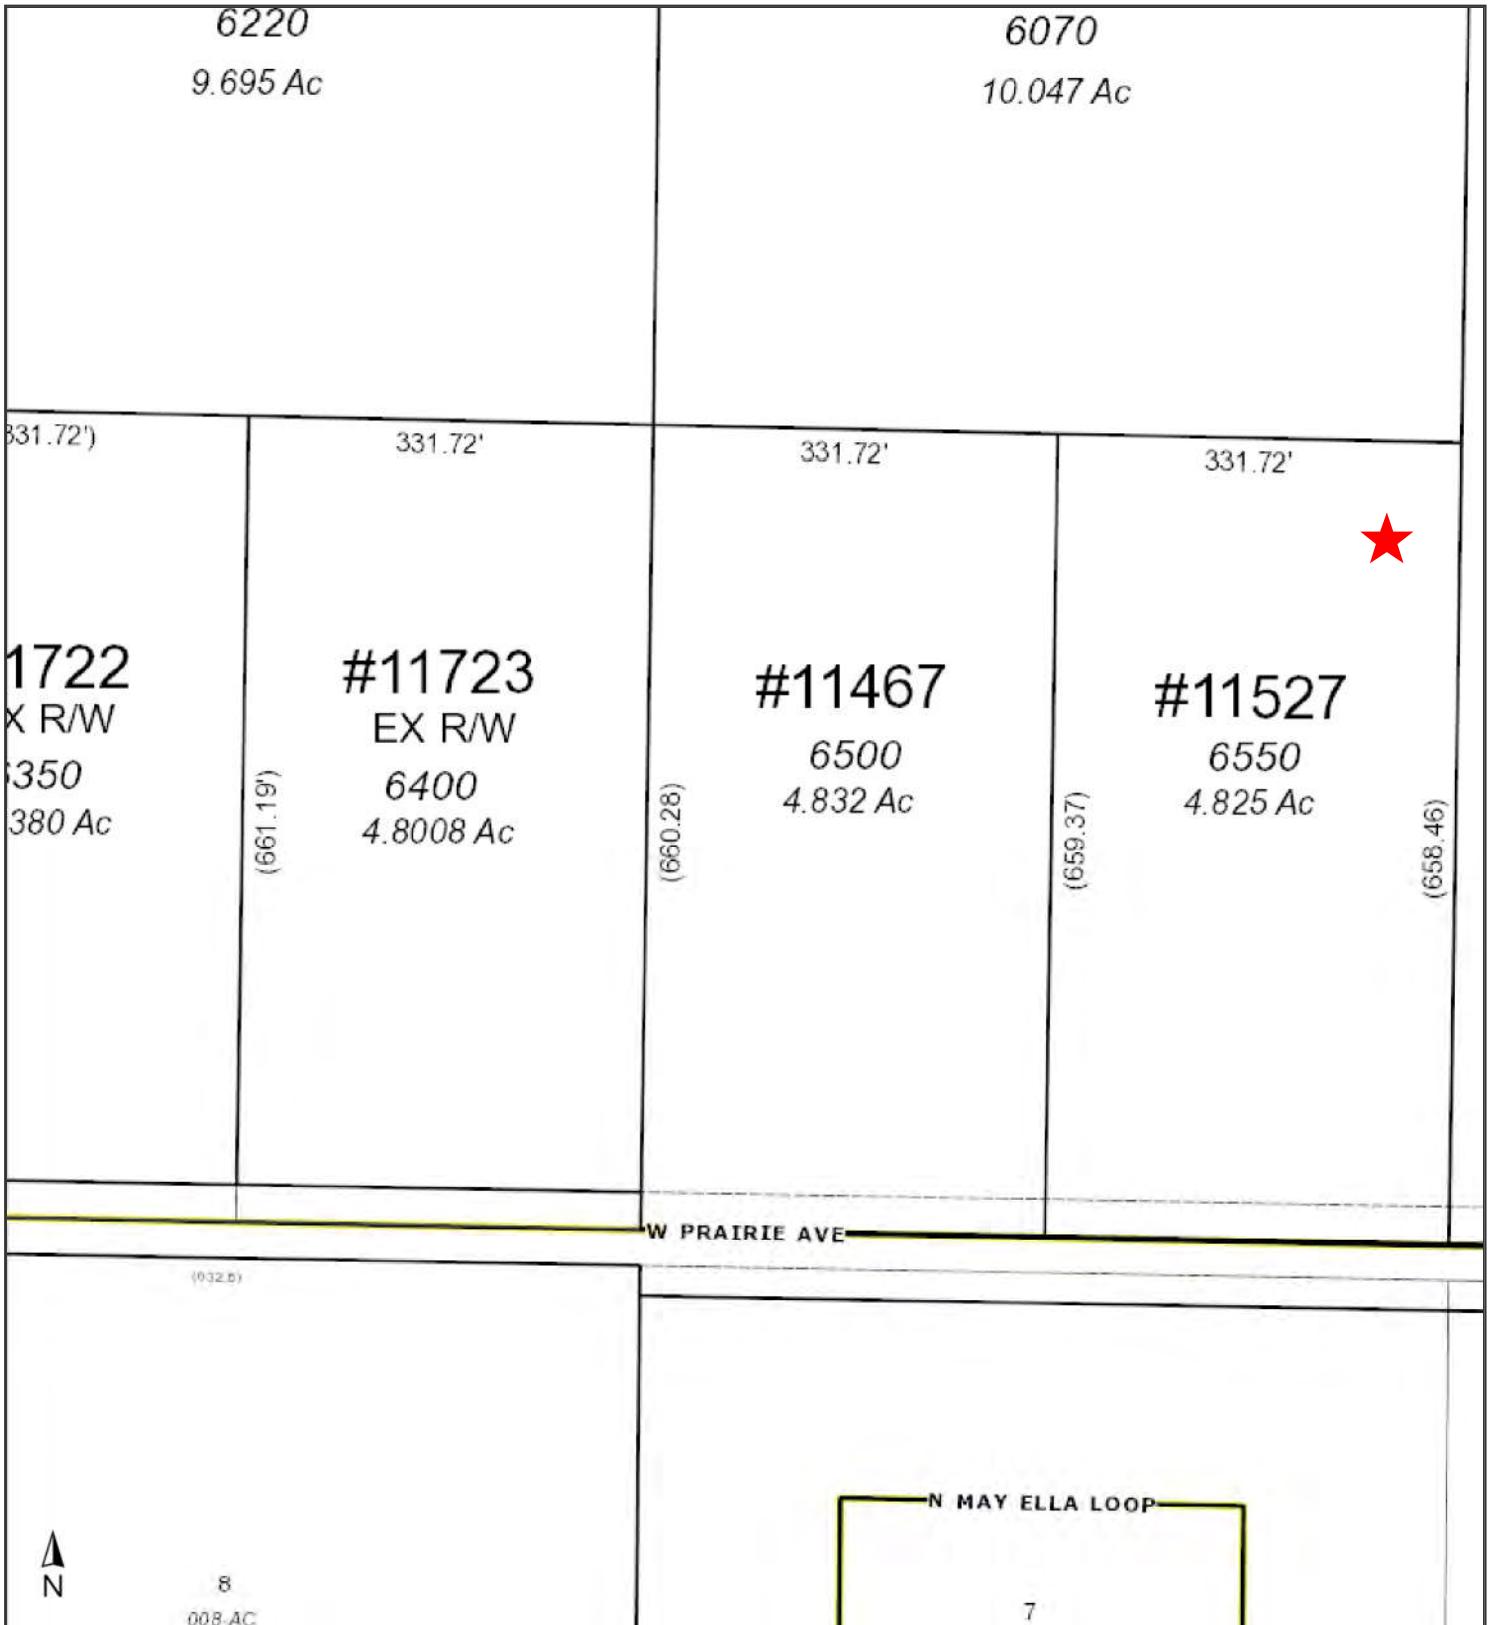 6220
9.695 Ac
6070
10.047 Ac
331.72')
331.72'
331.72'
331.72'
1722
X R/W
350
380 Ac
#11723
EX R/W
6400
4.8008 Ac
#11467
6500
4.832 Ac
#11527
6550
4.825 Ac
(661.19')
(660.28)
(659.37)
(658.46)
W PRAIRIE AVE
N MAY ELLA LOOP
N
8
7